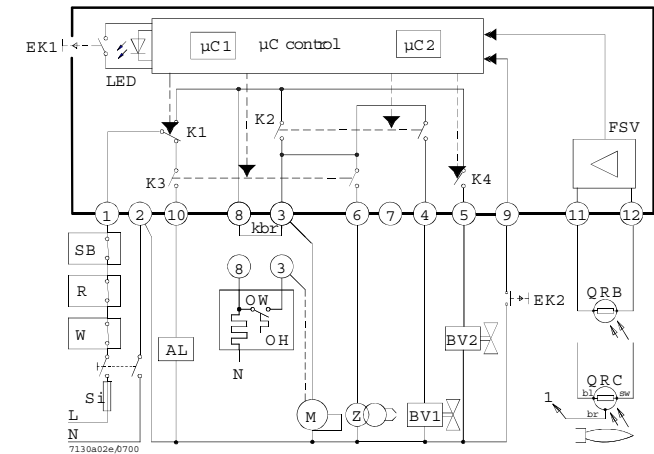 EK1
LED
µC1
µC control
µC2
K1
K2
K3
K4
FSV
1
2
10
8
3
6
7
4
5
9
11
12
kbr
SB
R
W
Si
L
N
AL
8
3
OW
OH
N
M
Z
BV1
BV2
EK2
QRB
QRC
bl
sw
br
1
7130a02e/0700